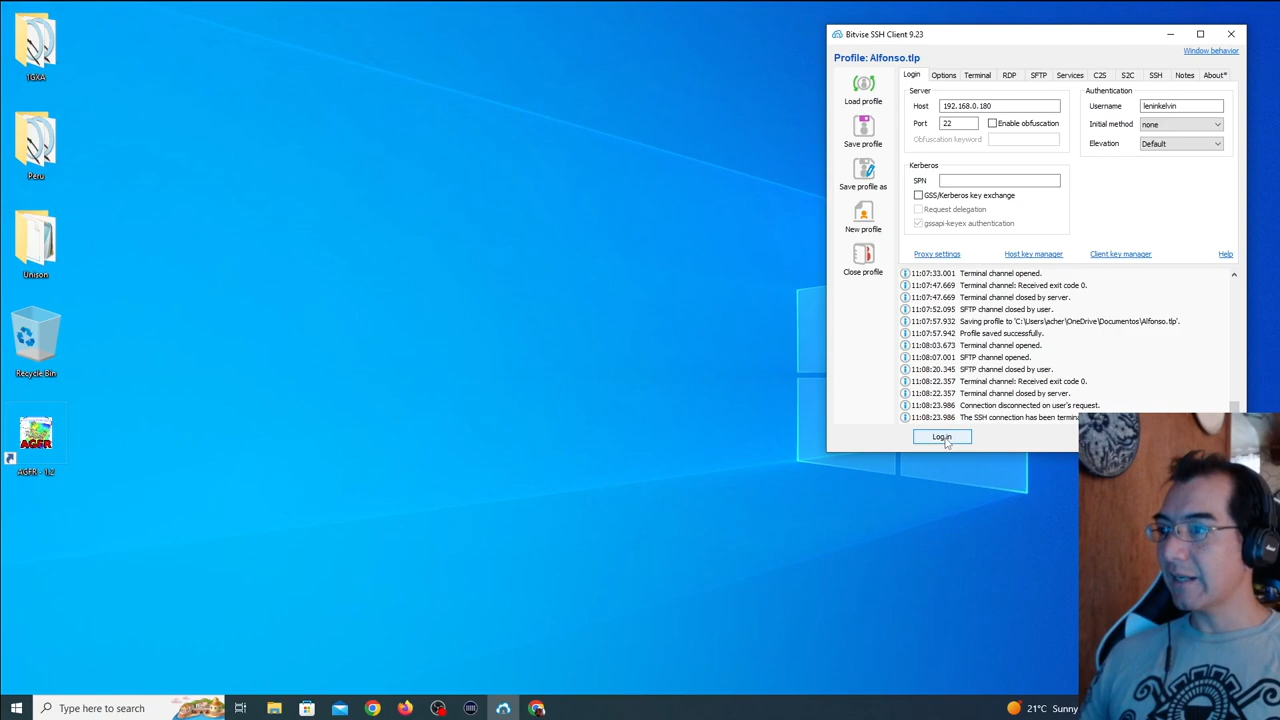 1GXA
Peru
Unison
Recycle Bin
AGFR
Bitvise SSH Client 9.23
Profile: Alfonso.tlp
Window behavior
Load profile
Save profile
Save profile as
New profile
Close profile
Login Options Terminal RDP SFTP Services C2S S2C SSH Notes About*
Server
Host 192.168.0.180
Port 22 Enable obfuscation
Obfuscation keyword
Kerberos
SPN
GSS/Kerberos key exchange
Request delegation
gssapi-keyex authentication
Authentication
Username leninkelvin
Initial method none
Elevation Default
Proxy settings Host key manager Client key manager Help
11:07:33.001 Terminal channel opened.
11:07:47.669 Terminal channel: Received exit code 0.
11:07:47.669 Terminal channel closed by server.
11:07:52.095 SFTP channel closed by user.
11:07:57.932 Saving profile to 'C:\Users\acher\OneDrive\Documentos\Alfonso.tlp'.
11:07:57.942 Profile saved successfully.
11:08:03.673 Terminal channel opened.
11:08:07.001 SFTP channel opened.
11:08:20.345 SFTP channel closed by user.
11:08:22.357 Terminal channel: Received exit code 0.
11:08:22.357 Terminal channel closed by server.
11:08:23.986 Connection disconnected on user's request.
11:08:23.986 The SSH connection has been termina
Log in
Type here to search
21°C Sunny